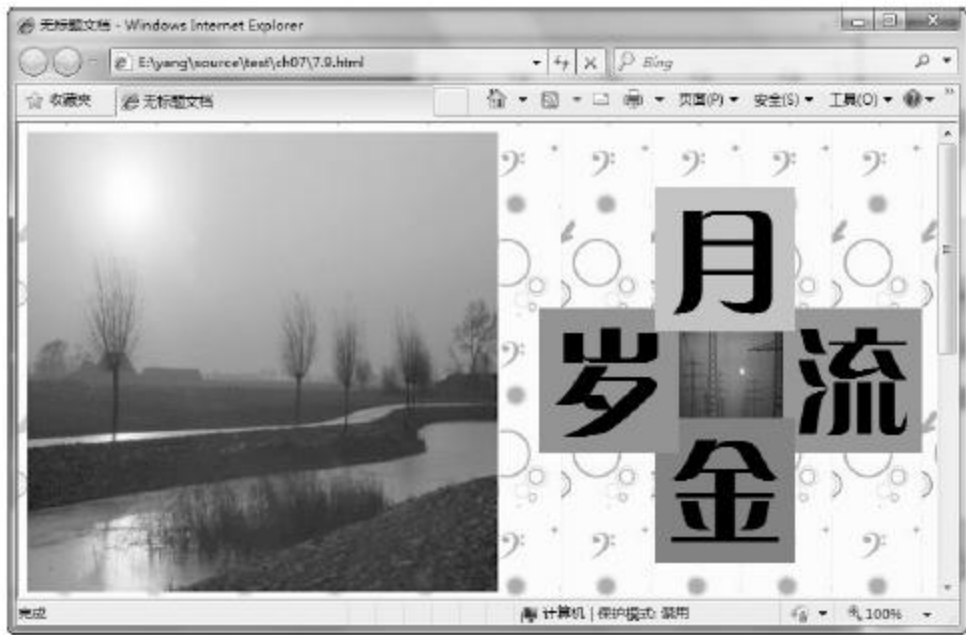 无标题文档 - Windows Internet Explorer
E:\yang\source\test\ch07\7.9.html
Bing
收藏夹
无标题文档
页面(P)
安全(S)
工具(O)
月
岁
流
金
完成
计算机 | 保护模式: 禁用
100%